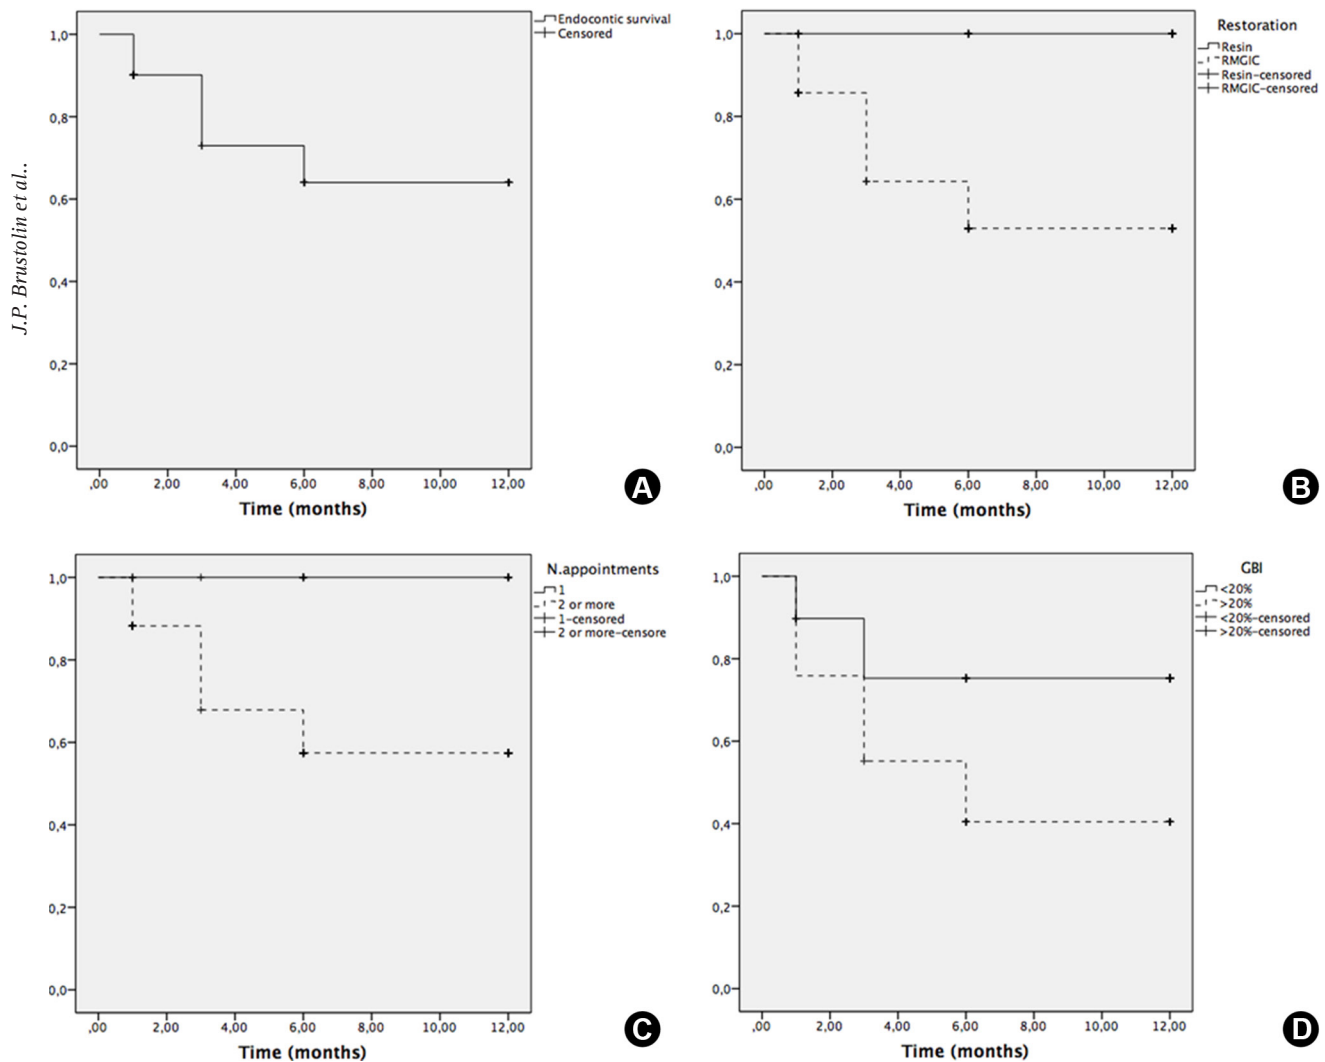 J.P. Brustolin et al..
Endocontic survival
Censored
1,0
0,8
0,6
0,4
0,2
0,0
,00 2,00 4,00 6,00 8,00 10,00 12,00
Time (months)
A
Restoration
Resin
RMGIC
Resin-censored
RMGIC-censored
1,0
0,8
0,6
0,4
0,2
0,0
,00 2,00 4,00 6,00 8,00 10,00 12,00
Time (months)
B
N.appointments
1
2 or more
1-censored
2 or more-censore
1,0
0,8
0,6
0,4
0,2
0,0
,00 2,00 4,00 6,00 8,00 10,00 12,00
Time (months)
C
GBI
<20%
>20%
<20%-censored
>20%-censored
1,0
0,8
0,6
0,4
0,2
0,0
,00 2,00 4,00 6,00 8,00 10,00 12,00
Time (months)
D